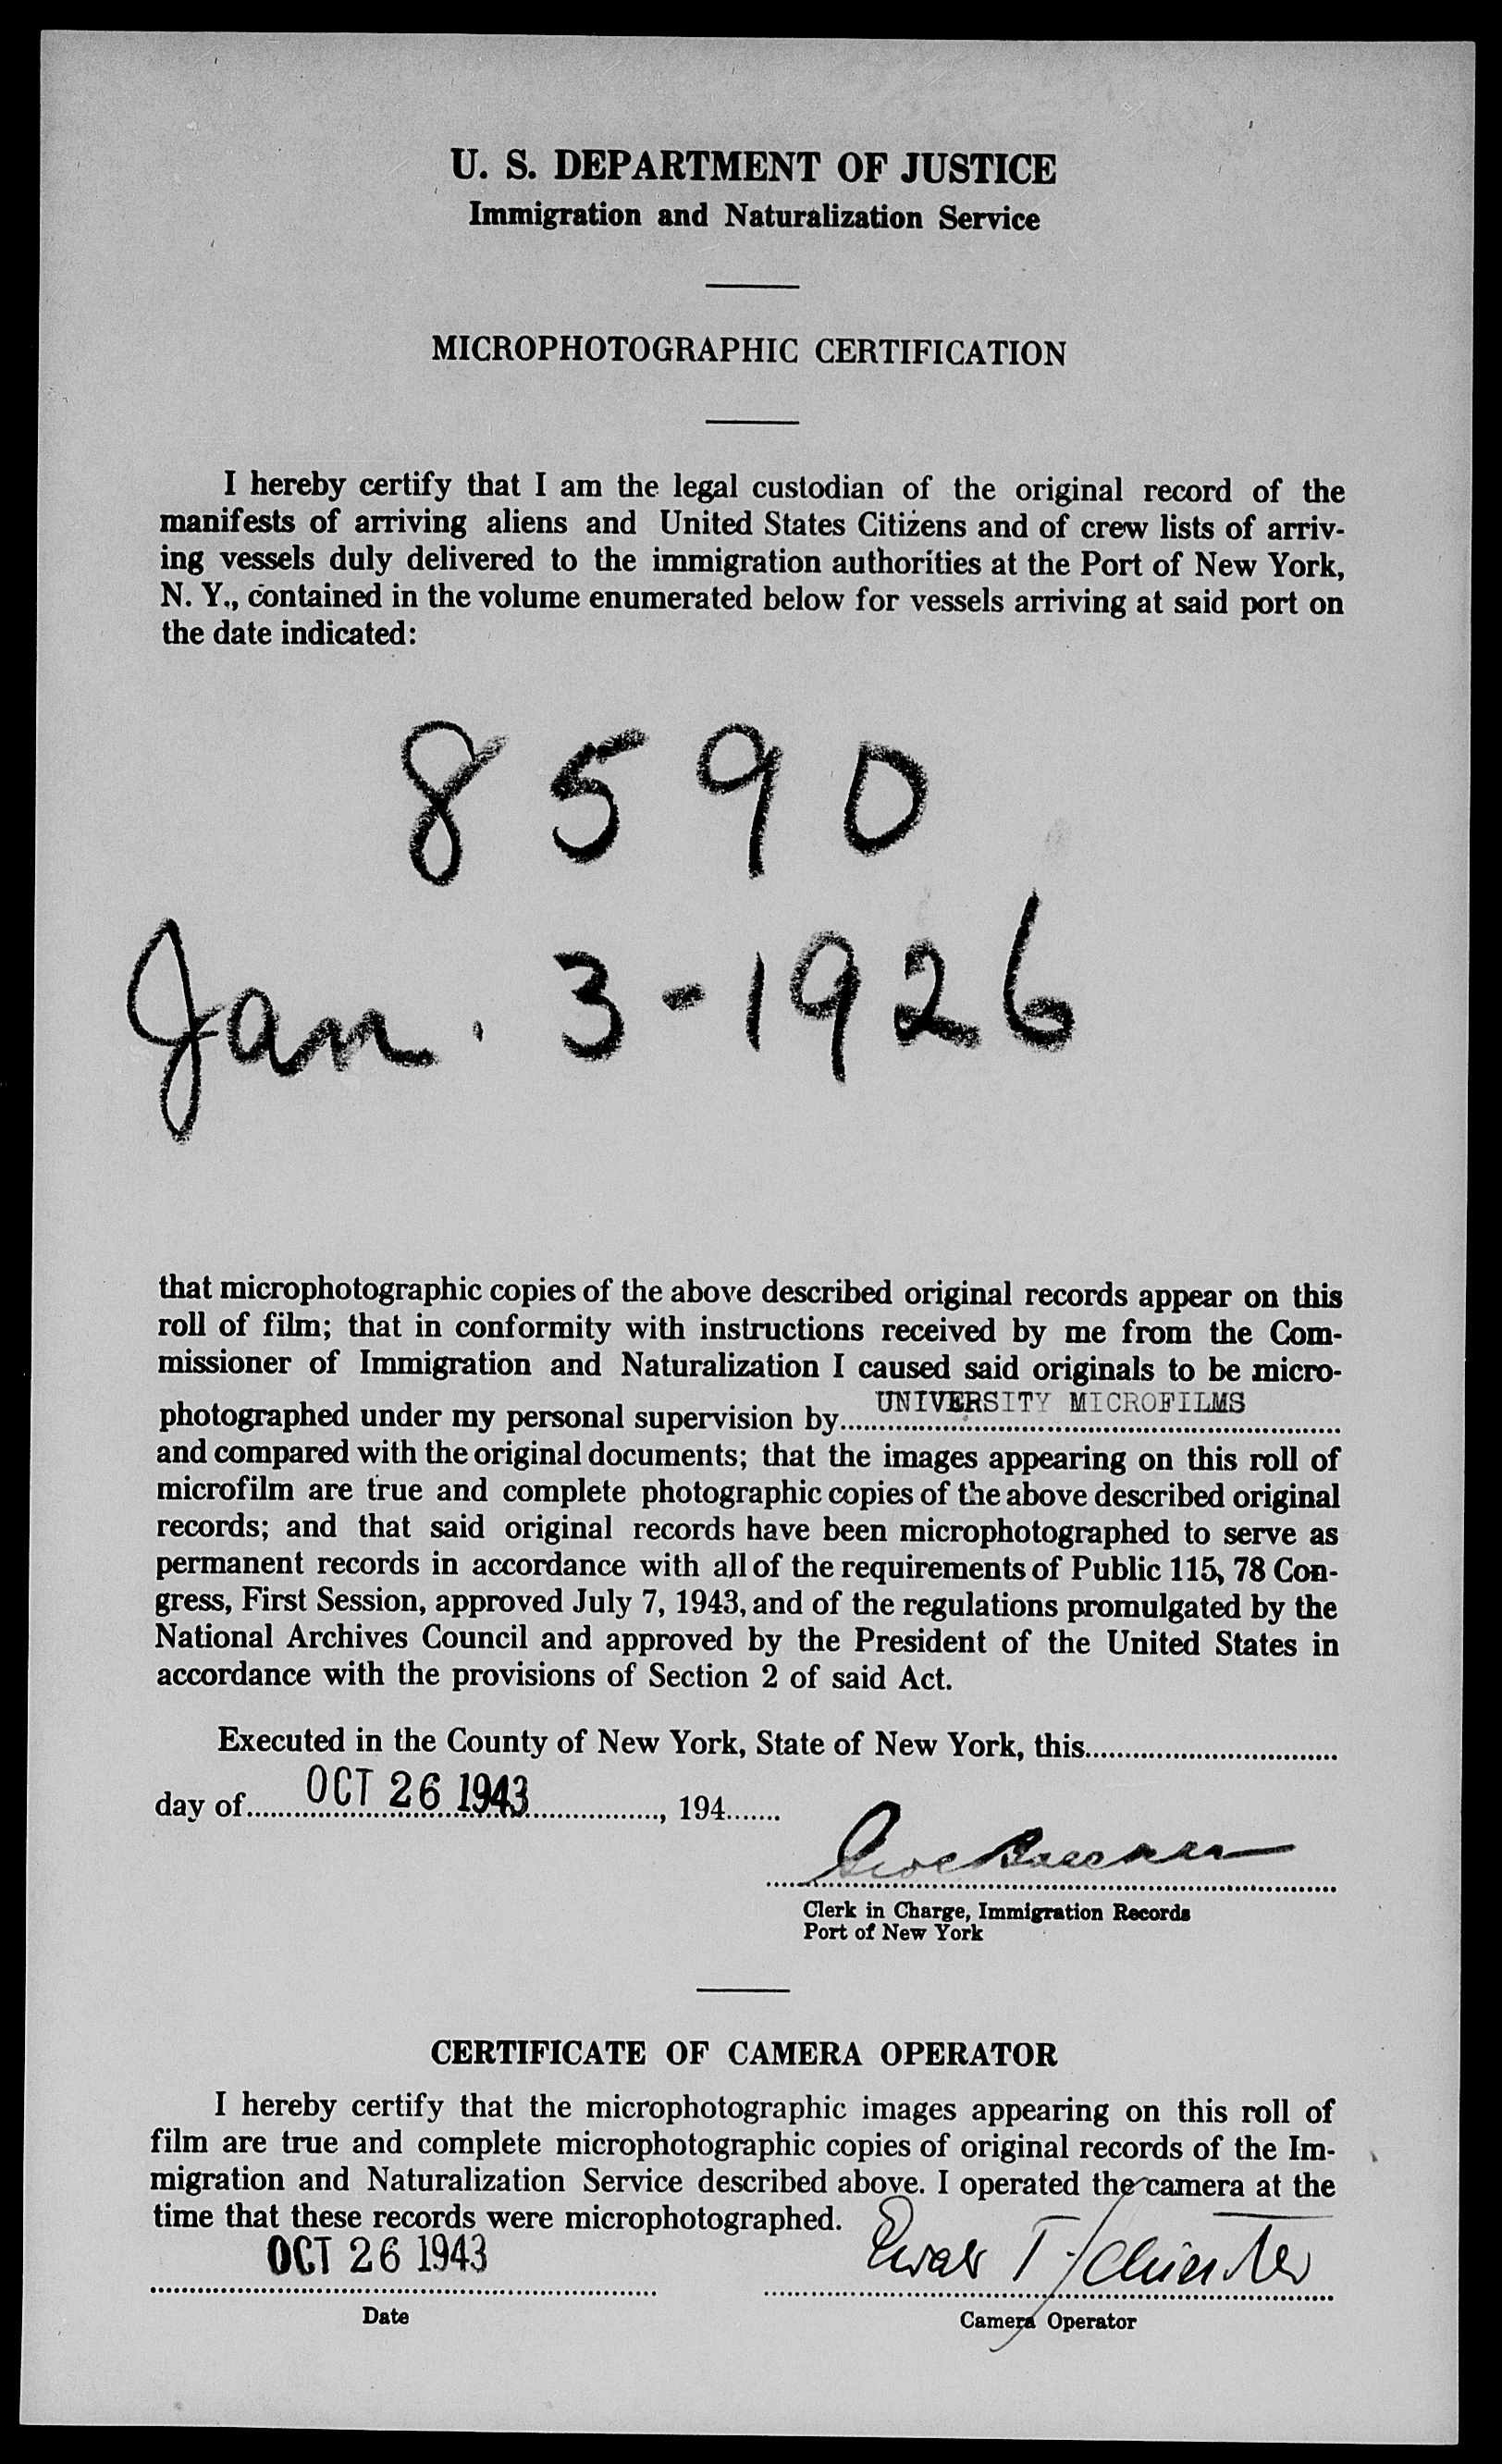 U. S. DEPARTMENT OF JUSTICE
Immigration and Naturalization Service
MICROPHOTOGRAPHIC CERTIFICATION
I hereby certify that I am the legal custodian of the original record of the
manifests of arriving aliens and United States Citizens and of crew lists of arriv-
ing vessels duly delivered to the immigration authorities at the Port of New York,
N. Y., contained in the volume enumerated below for vessels arriving at said port on
the date indicated:
8590
Jan. 3-1926
that microphotographic copies of the above described original records appear on this
roll of film; that in conformity with instructions received by me from the Com-
missioner of Immigration and Naturalization I caused said originals to be micro-
photographed under my personal supervision by UNIVERSITY MICROFILMS
and compared with the original documents; that the images appearing on this roll of
microfilm are true and complete photographic copies of the above described original
records; and that said original records have been microphotographed to serve as
permanent records in accordance with all of the requirements of Public 115, 78 Con-
gress, First Session, approved July 7, 1943, and of the regulations promulgated by the
National Archives Council and approved by the President of the United States in
accordance with the provisions of Section 2 of said Act.
Executed in the County of New York, State of New York, this
day of OCT 26 1943, 194
Clerk in Charge, Immigration Records
Port of New York
CERTIFICATE OF CAMERA OPERATOR
I hereby certify that the microphotographic images appearing on this roll of
film are true and complete microphotographic copies of original records of the Im-
migration and Naturalization Service described above. I operated the camera at the
time that these records were microphotographed.
OCT 26 1943
Date
Camera Operator